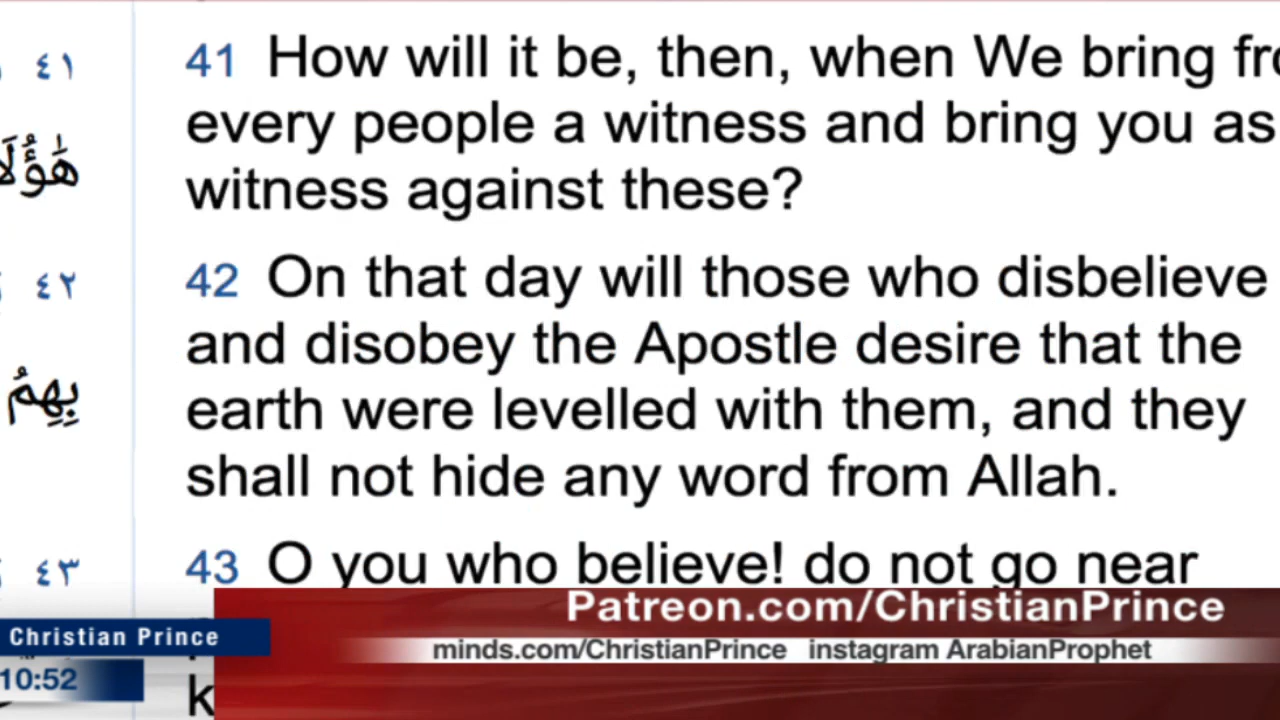 ٤١
41 How will it be, then, when We bring
every people a witness and bring you as
witness against these?
٤٢
42 On that day will those who disbelieve
and disobey the Apostle desire that the
earth were levelled with them, and they
shall not hide any word from Allah.
بِهِمُ
٤٣
43 O you who believe! do not go near
Patreon.com/ChristianPrince
Christian Prince
minds.com/ChristianPrince instagram ArabianProphet
10:52